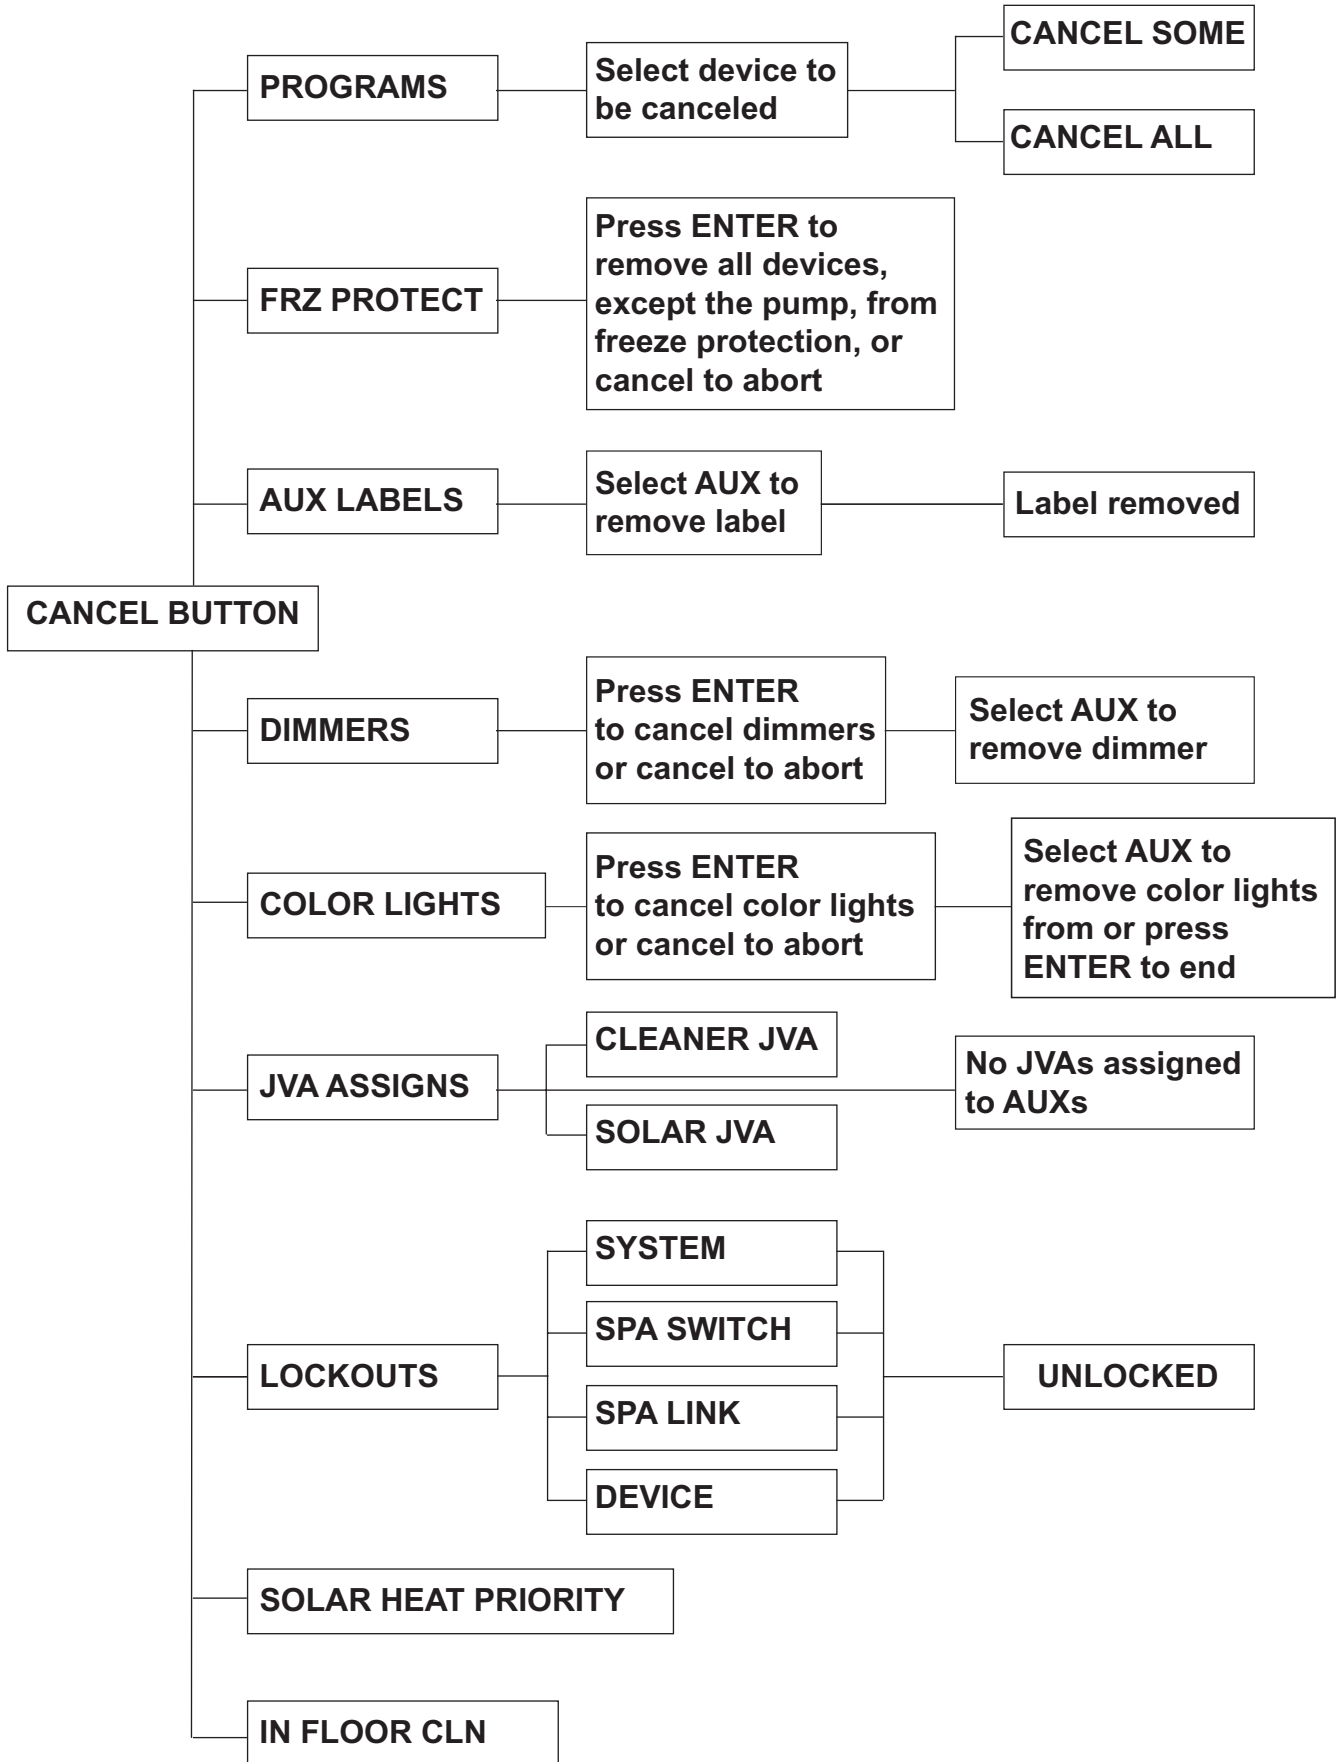 PROGRAMS
Select device to
be canceled
CANCEL SOME
CANCEL ALL
FRZ PROTECT
Press ENTER to
remove all devices,
except the pump, from
freeze protection, or
cancel to abort
AUX LABELS
Select AUX to
remove label
Label removed
CANCEL BUTTON
DIMMERS
Press ENTER
to cancel dimmers
or cancel to abort
Select AUX to
remove dimmer
COLOR LIGHTS
Press ENTER
to cancel color lights
or cancel to abort
Select AUX to
remove color lights
from or press
ENTER to end
JVA ASSIGNS
CLEANER JVA
SOLAR JVA
No JVAs assigned
to AUXs
LOCKOUTS
SYSTEM
SPA SWITCH
SPA LINK
DEVICE
UNLOCKED
SOLAR HEAT PRIORITY
IN FLOOR CLN